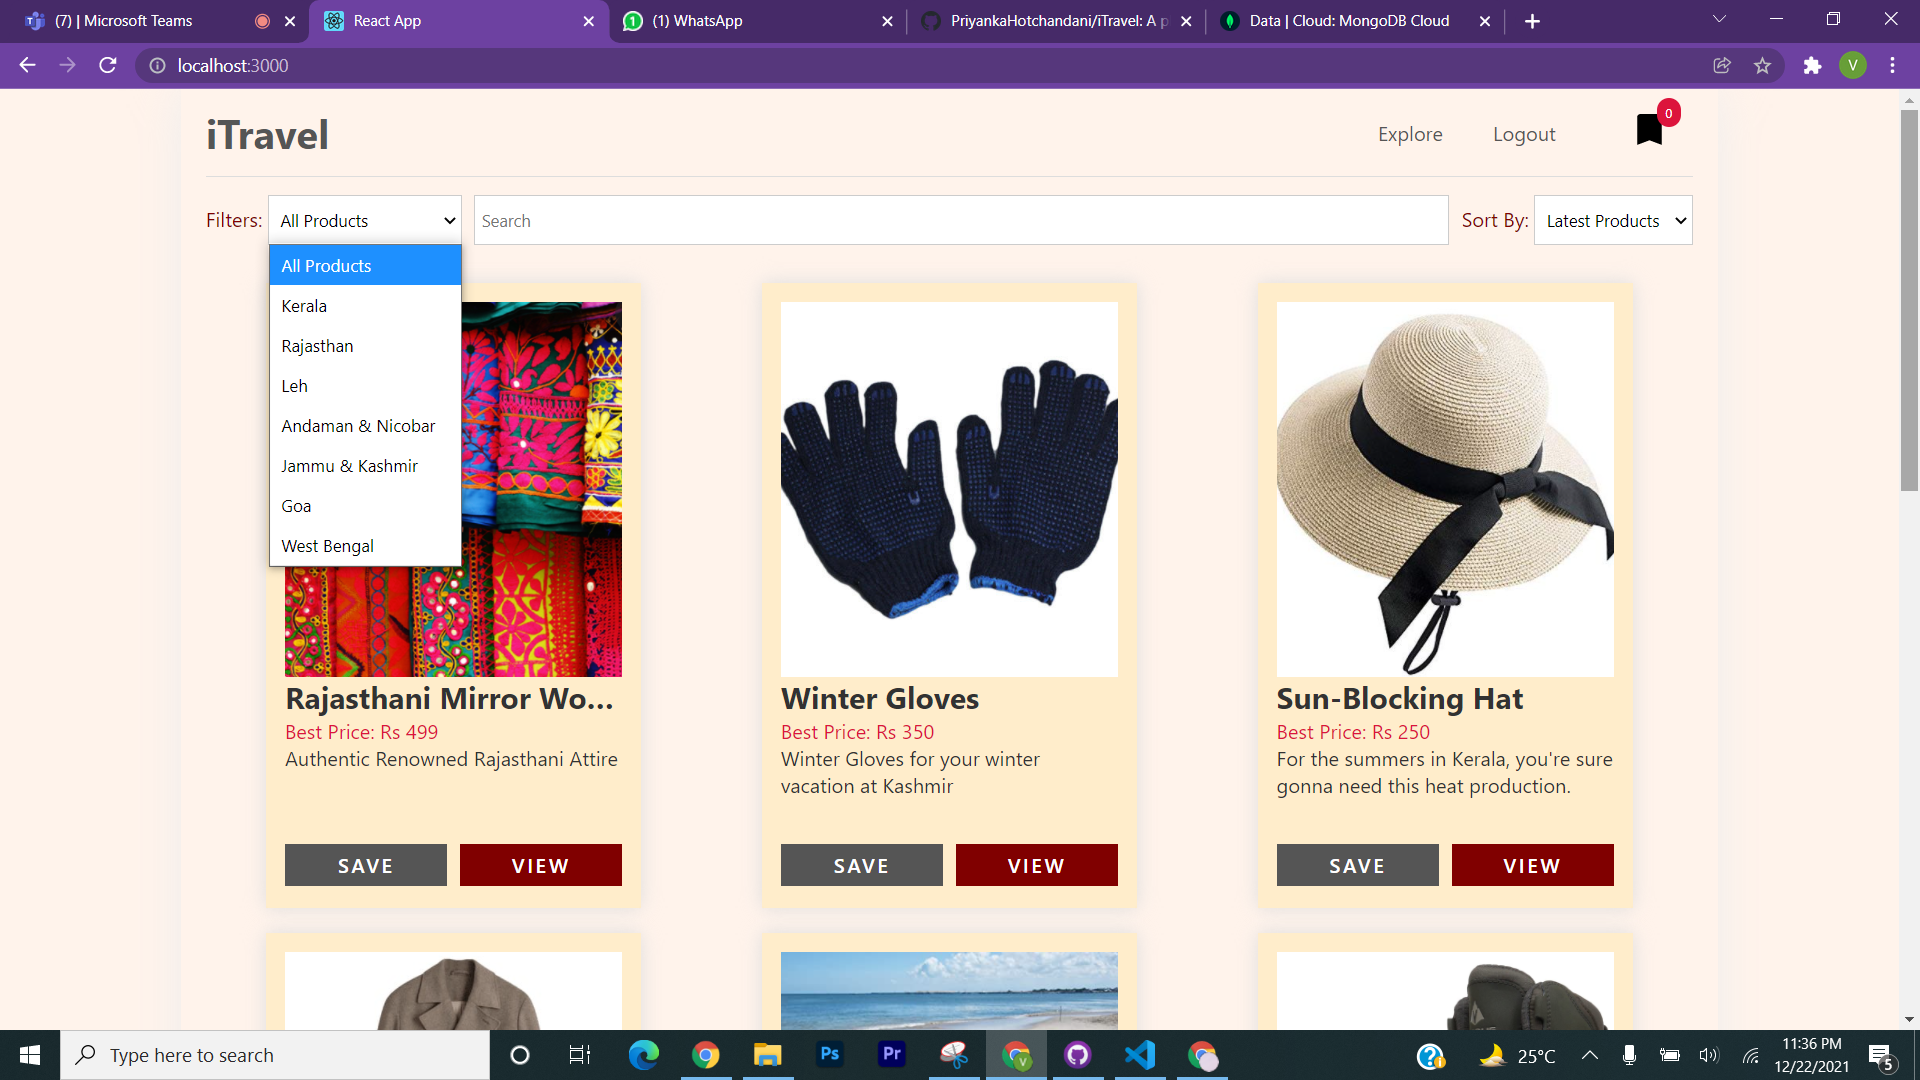 (7) | Microsoft Teams
React App
(1) WhatsApp
PriyankaHotchandani/iTravel: A p
Data | Cloud: MongoDB Cloud
localhost:3000
V
iTravel
Explore
Logout
0
Filters:
All Products
Search
Sort By:
Latest Products
All Products
Kerala
Rajasthan
Leh
Andaman & Nicobar
Jammu & Kashmir
Goa
West Bengal
Rajasthani Mirror Wo...
Best Price: Rs 499
Authentic Renowned Rajasthani Attire
SAVE
VIEW
Winter Gloves
Best Price: Rs 350
Winter Gloves for your winter
vacation at Kashmir
SAVE
VIEW
Sun-Blocking Hat
Best Price: Rs 250
For the summers in Kerala, you're sure
gonna need this heat production.
SAVE
VIEW
Type here to search
Ps
Pr
V
25°C
11:36 PM
12/22/2021
5